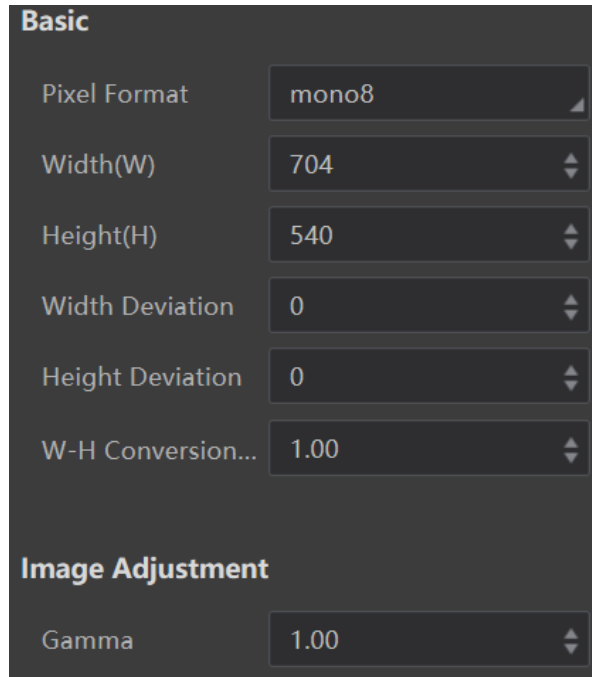 Basic
Pixel Format mono8
Width(W) 704
Height(H) 540
Width Deviation 0
Height Deviation 0
W-H Conversion... 1.00
Image Adjustment
Gamma 1.00